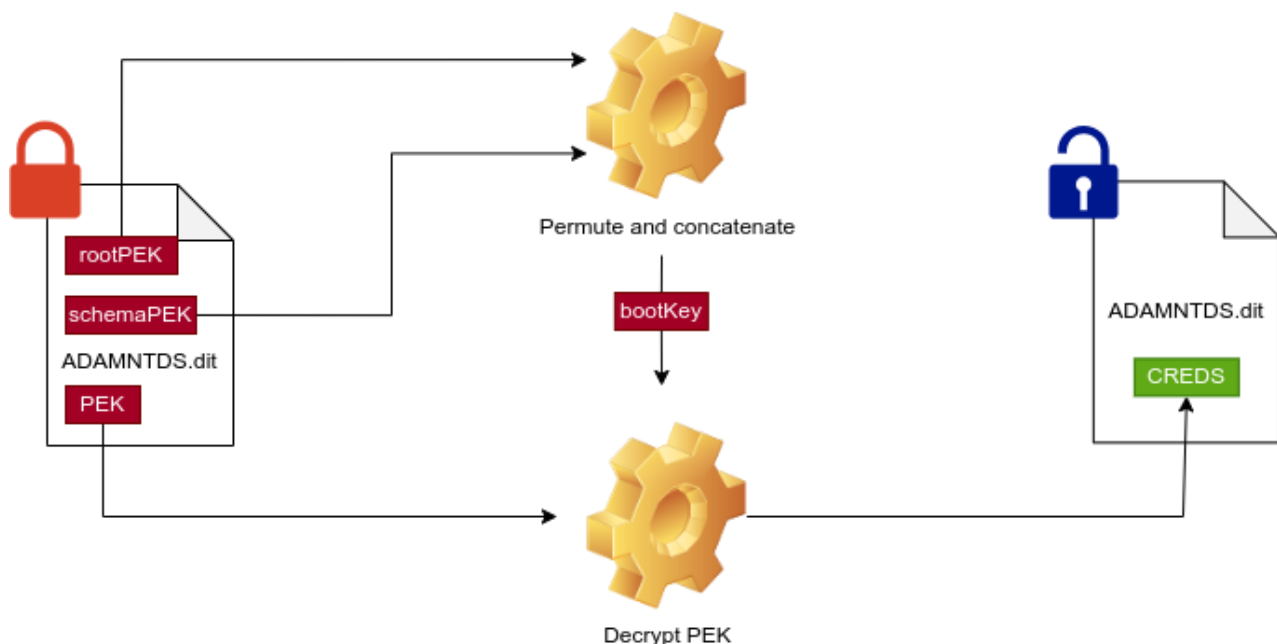 rootPEK
schemaPEK
ADAMNTDS.dit
PEK
Permute and concatenate
bootKey
Decrypt PEK
ADAMNTDS.dit
CREDS